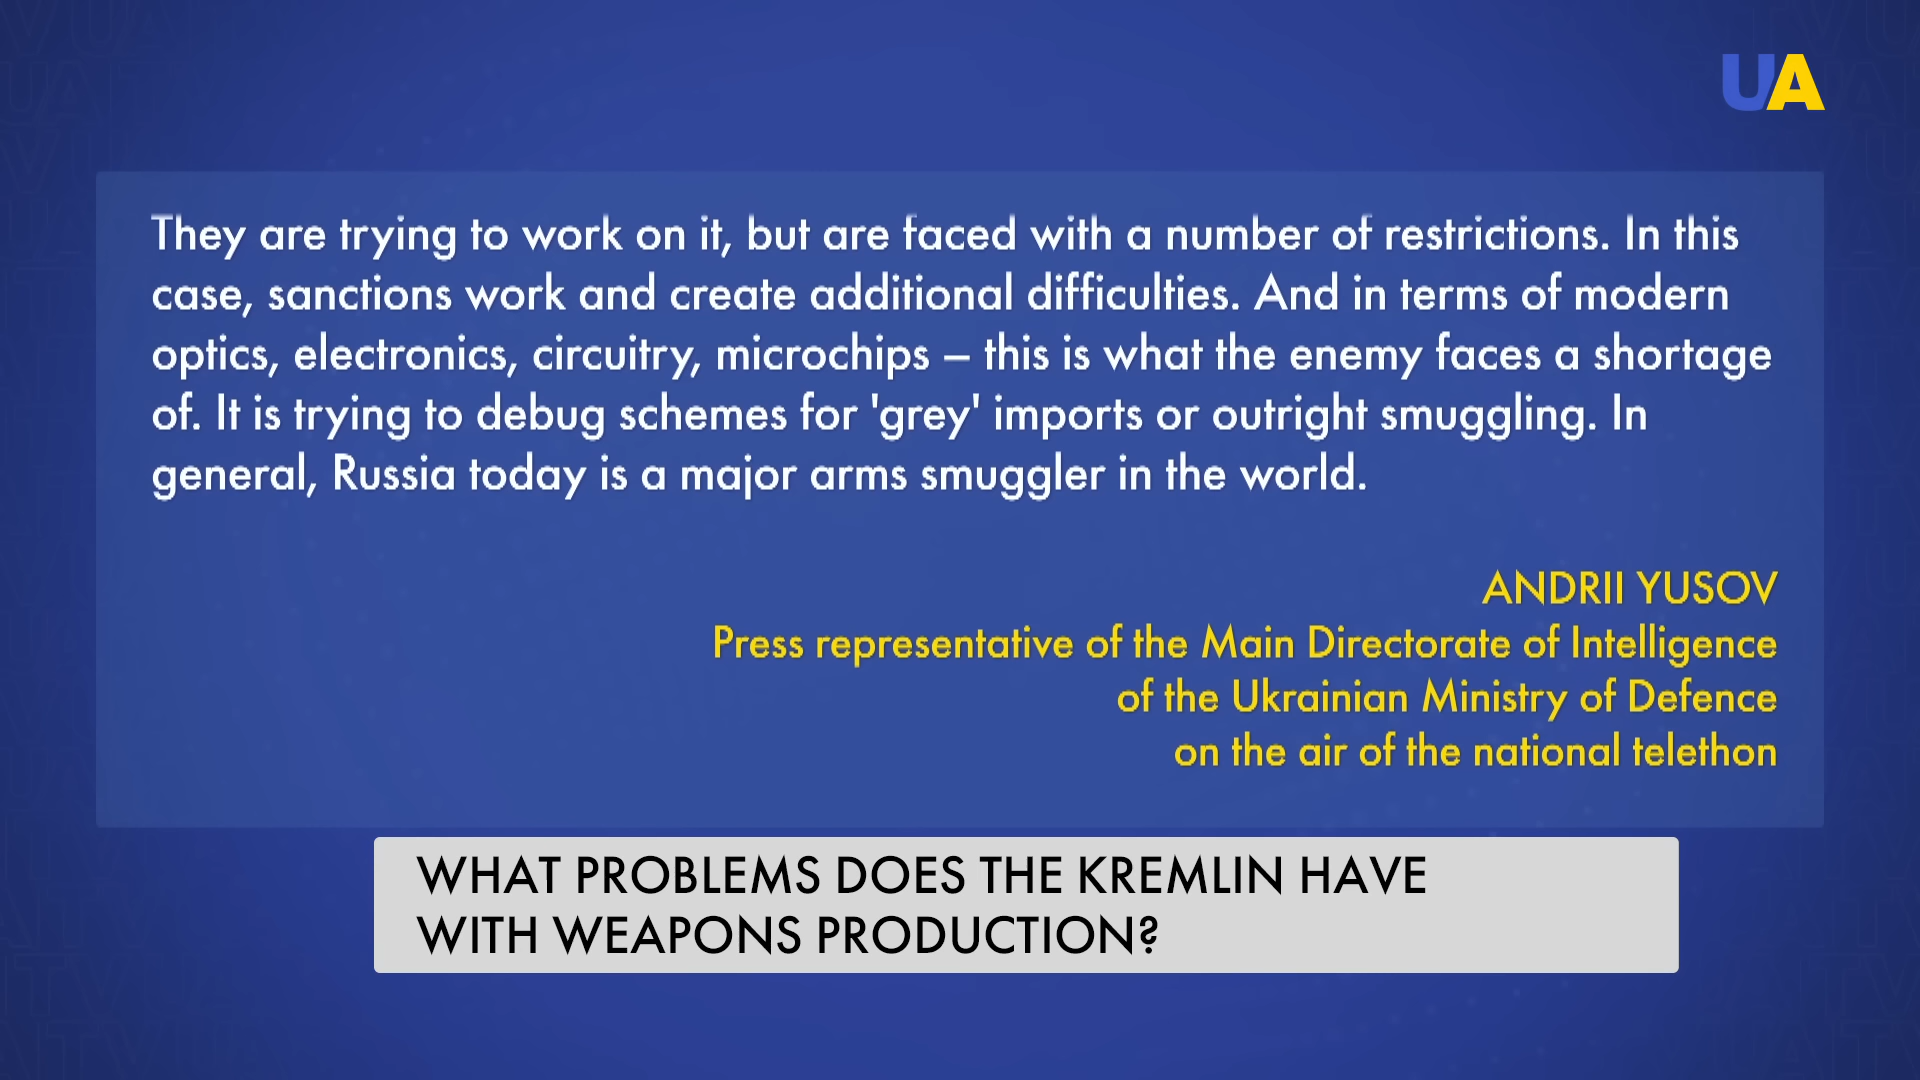 UA
They are trying to work on it, but are faced with a number of restrictions. In this
case, sanctions work and create additional difficulties. And in terms of modern
optics, electronics, circuitry, microchips – this is what the enemy faces a shortage
of. It is trying to debug schemes for 'grey' imports or outright smuggling. In
general, Russia today is a major arms smuggler in the world.
ANDRII YUSOV
Press representative of the Main Directorate of Intelligence
of the Ukrainian Ministry of Defence
on the air of the national telethon
WHAT PROBLEMS DOES THE KREMLIN HAVE
WITH WEAPONS PRODUCTION?